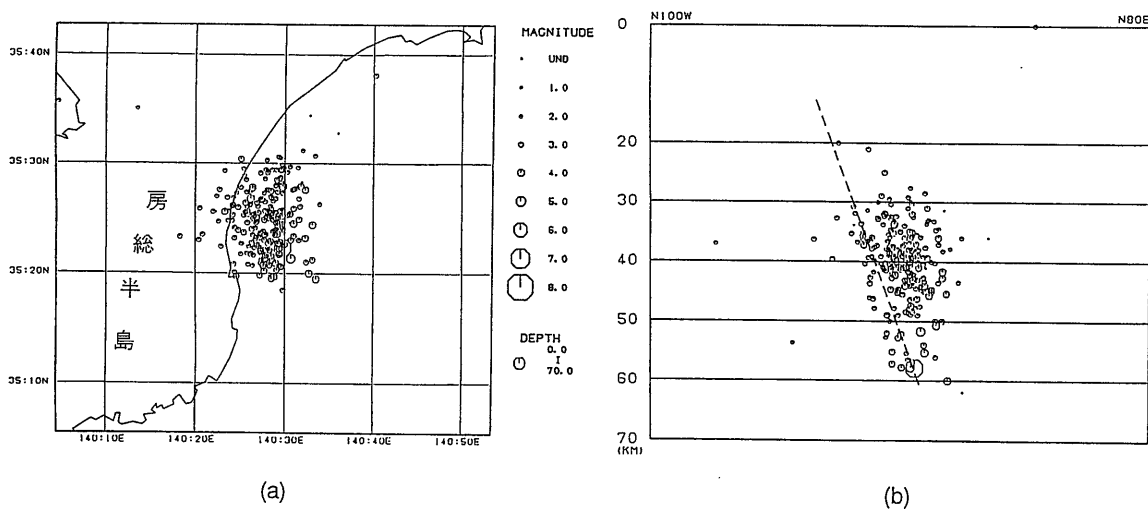 35:40N
35:30N
35:20N
35:10N
140:10E 140:20E 140:30E 140:40E 140:50E
房
総
半
島
(a)
MAGNITUDE
UND
1.0
2.0
3.0
4.0
5.0
6.0
7.0
8.0
DEPTH
0.0
I
70.0
N100W N80E
0
20
30
40
50
60
70
(KM)
(b)